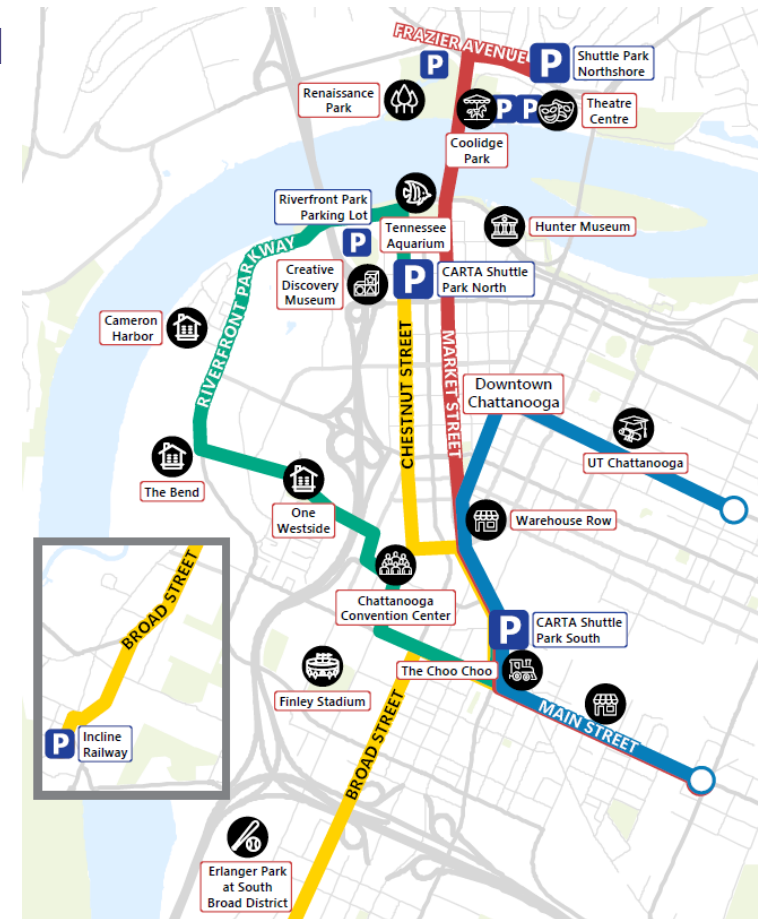 FRAZIER AVENUE
P
Shuttle Park
Northshore
P
Renaissance
Park
P
P
Theatre
Centre
Coolidge
Park
Riverfront Park
Parking Lot
Tennessee
Aquarium
Hunter Museum
P
Creative
Discovery
Museum
P
CARTA Shuttle
Park North
RIVERFRONT PARKWAY
Cameron
Harbor
CHESTNUT STREET
MARKET STREET
Downtown
Chattanooga
UT Chattanooga
The Bend
One
Westside
Warehouse Row
Chattanooga
Convention Center
P
CARTA Shuttle
Park South
The Choo Choo
Finley Stadium
MAIN STREET
BROAD STREET
BROAD STREET
P
Incline
Railway
Erlanger Park
at South
Broad District